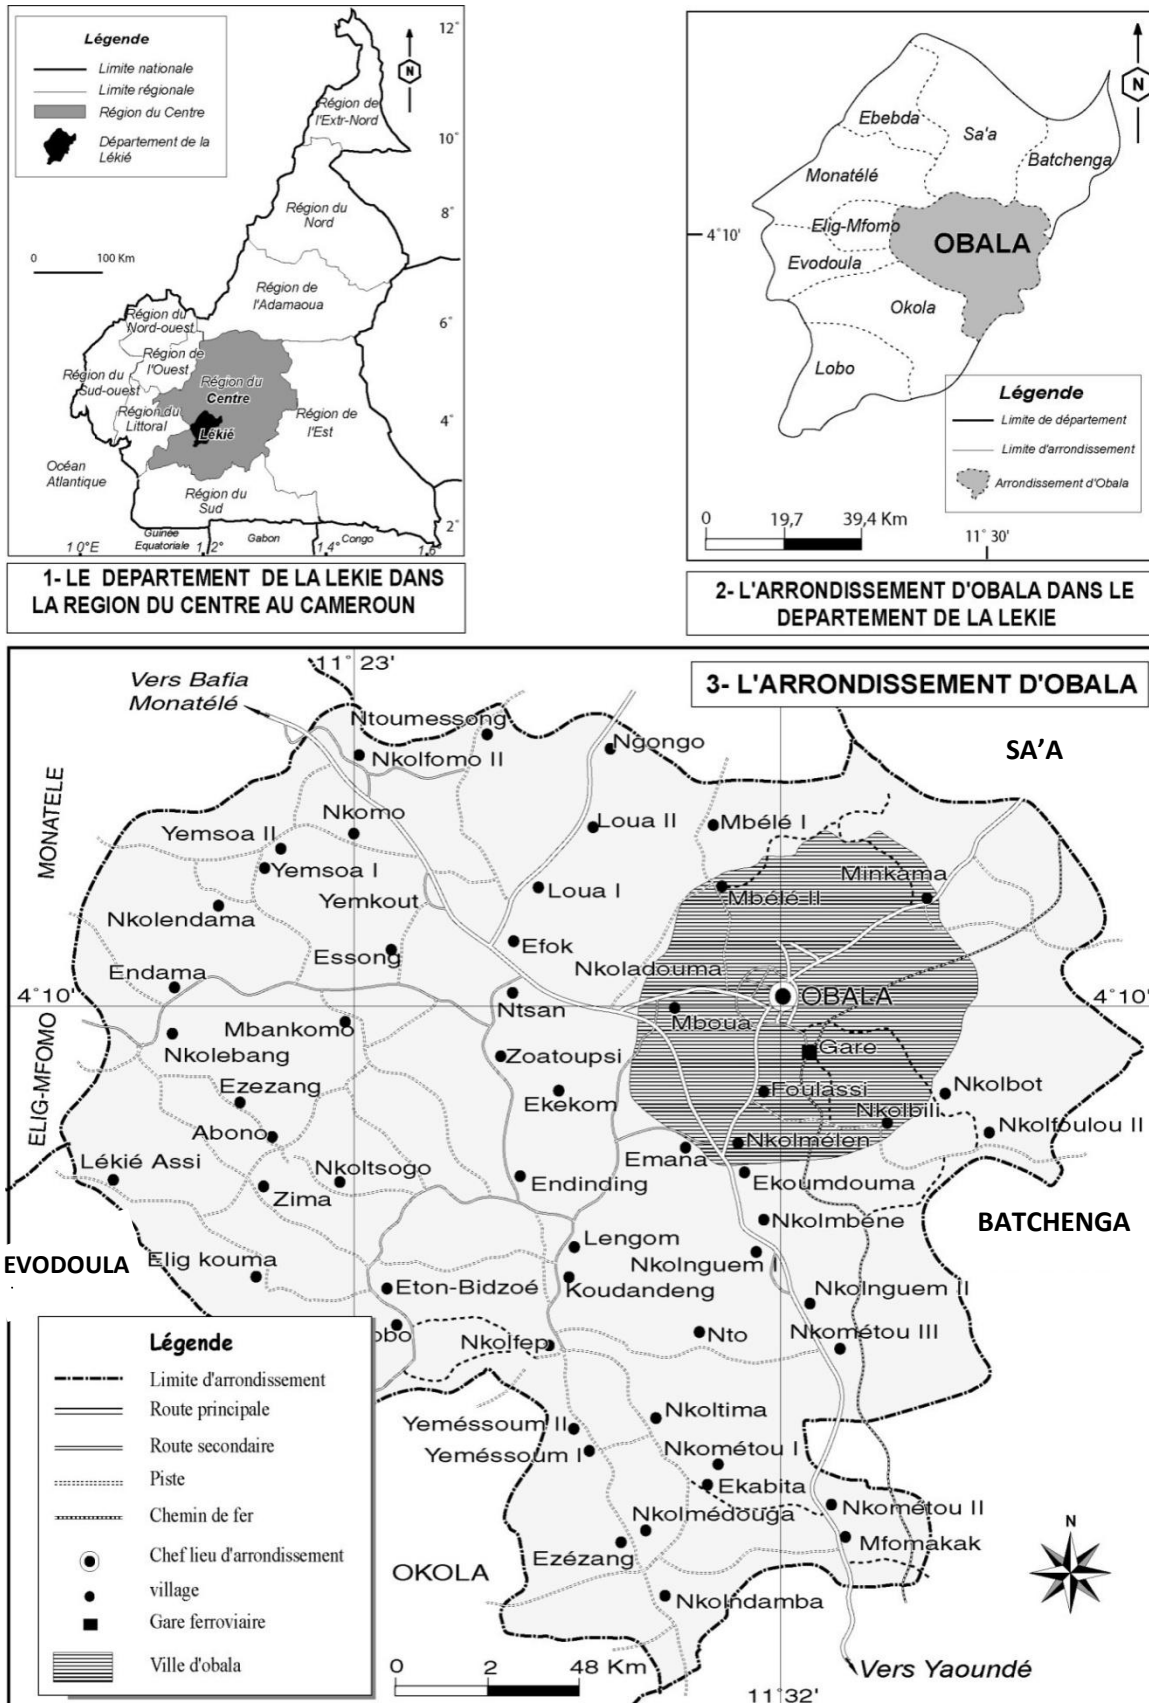 Légende
Limite nationale
Limite régionale
Région du Centre
Département de la
Lékié
N
12°
10°
8°
6°
4°
2°
0 100 Km
Région de
l'Extr-Nord
Région du
Nord
Région de
l'Adamaoua
Région du
Nord-ouest
Région de
l'Ouest
Région du
Sud-ouest
Région du
Littoral
Région du
Centre
Lékié
Région de
l'Est
Océan
Atlantique
Région du
Sud
Guinée
Equatoriale
Gabon
Congo
10°E
12°
14°
16°
1- LE DEPARTEMENT DE LA LEKIE DANS
LA REGION DU CENTRE AU CAMEROUN
N
Ebebda
Sa'a
Batchenga
Monatélé
Elig-Mfomo
4°10'
OBALA
Evodoula
Okola
Lobo
Légende
Limite de département
Limite d'arrondissement
Arrondissement d'Obala
0 19,7 39,4 Km
11°30'
2- L'ARRONDISSEMENT D'OBALA DANS LE
DEPARTEMENT DE LA LEKIE
3- L'ARRONDISSEMENT D'OBALA
11°23'
Vers Bafia
Monatélé
Ntoumessong
Nkolfomo II
Ngongo
SA'A
MONATELE
Nkomo
Yemsoa II
Loua II
Mbélé I
Yemsoa I
Minkama
Yemkout
Loua I
Mbélé II
Nkolendama
Efok
Essong
Nkoladouma
Endama
4°10'
Ntsan
OBALA
4°10'
Mbankomo
Mboua
Nkolebang
Zoatoupsi
Gare
ELIG-MFOMO
Ezezang
Ekekom
Foulassi
Nkolbot
Abono
Nkolbili
Nkolfoulou II
Nkolmélen
Emana
Lékié Assi
Nkoltsogo
Endinding
Ekoumdouma
Zima
Nkolmbene
BATCHENGA
EVODOULA
Elig kouma
Lengom
Nkolnguem I
Eton-Bidzoé
Koudandeng
Nkolnguem II
obo
Nkolfep
Nto
Nkométou III
Yeméssoum II
Nkoltima
Yeméssoum I
Nkométou I
Ekabita
Nkolmédouga
Nkométou II
Ezézang
Mfomakak
OKOLA
Nkolndamba
N
Légende
Limite d'arrondissement
Route principale
Route secondaire
Piste
Chemin de fer
Chef lieu d'arrondissement
village
Gare ferroviaire
Ville d'obala
0 2 48 Km
11°32'
Vers Yaoundé